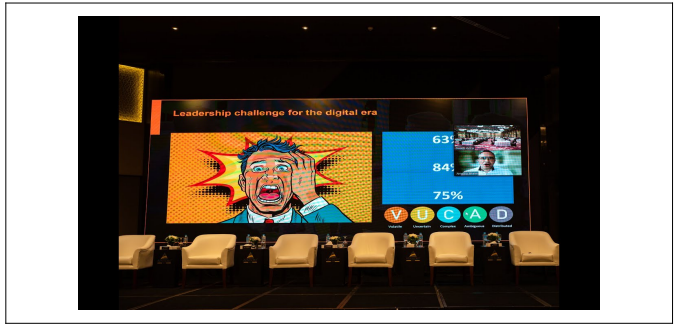 Leadership challenge for the digital era
63%
84%
75%
V U C A D
Volatile Uncertain Complex Ambiguous Distributed